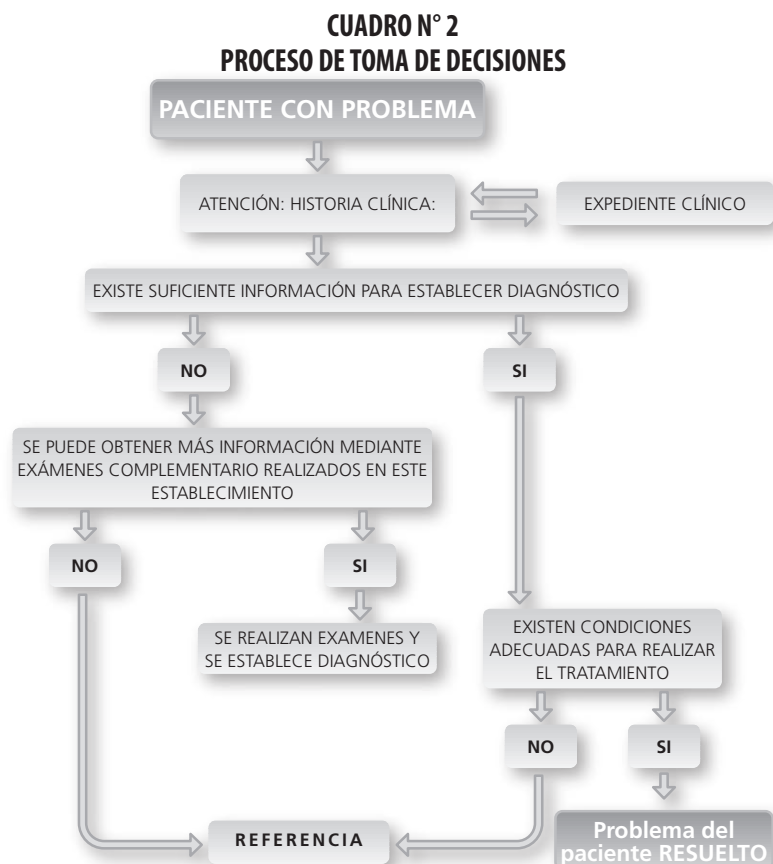 CUADRO N° 2
PROCESO DE TOMA DE DECISIONES
PACIENTE CON PROBLEMA
ATENCIÓN: HISTORIA CLÍNICA:
EXPEDIENTE CLÍNICO
EXISTE SUFICIENTE INFORMACIÓN PARA ESTABLECER DIAGNÓSTICO
NO
SI
SE PUEDE OBTENER MÁS INFORMACIÓN MEDIANTE
EXÁMENES COMPLEMENTARIO REALIZADOS EN ESTE
ESTABLECIMIENTO
NO
SI
SE REALIZAN EXAMENES Y
SE ESTABLECE DIAGNÓSTICO
EXISTEN CONDICIONES
ADECUADAS PARA REALIZAR
EL TRATAMIENTO
NO
SI
REFERENCIA
Problema del
paciente RESUELTO